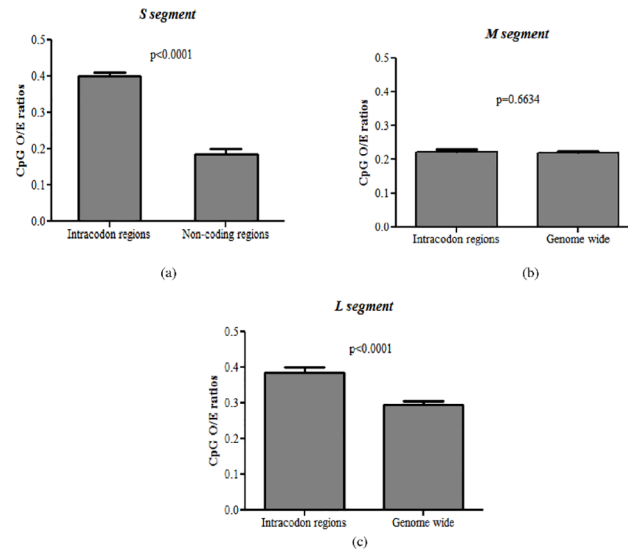 S segment
0.5
0.4
0.3
0.2
0.1
0.0
CpG O/E ratios
p<0.0001
Intracodon regions
Non-coding regions
(a)
M segment
0.5
0.4
0.3
0.2
0.1
0.0
CpG O/E ratios
p=0.6634
Intracodon regions
Genome wide
(b)
L segment
0.5
0.4
0.3
0.2
0.1
0.0
CpG O/E ratios
p<0.0001
Intracodon regions
Genome wide
(c)